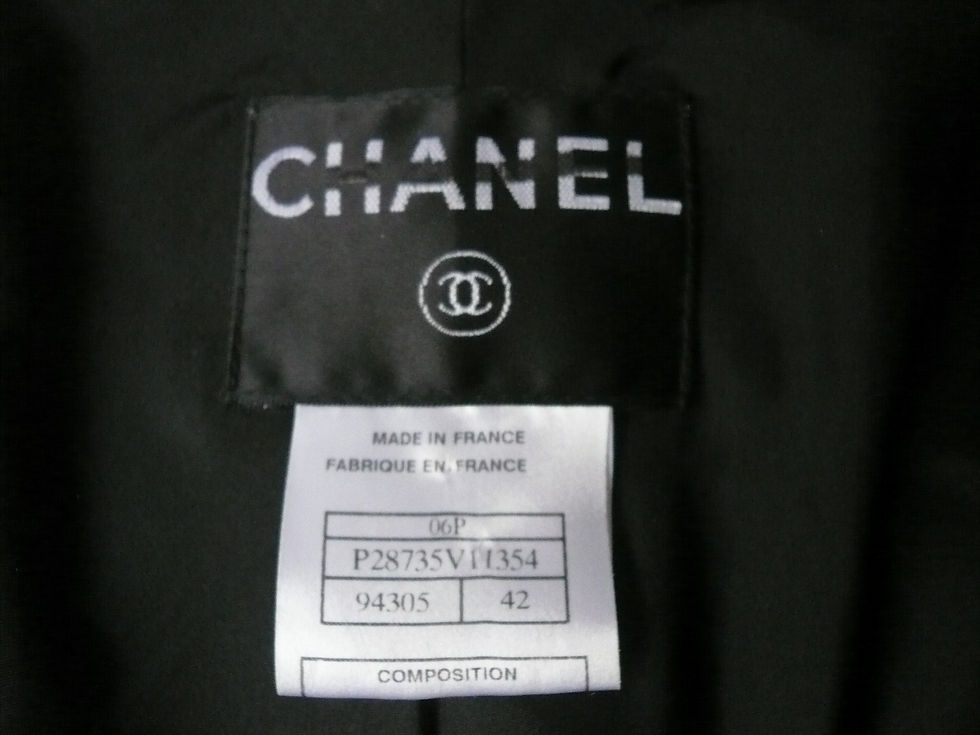 CHANEL
MADE IN FRANCE
FABRIQUE EN FRANCE
06P
P28735V11354
94305 42
COMPOSITION